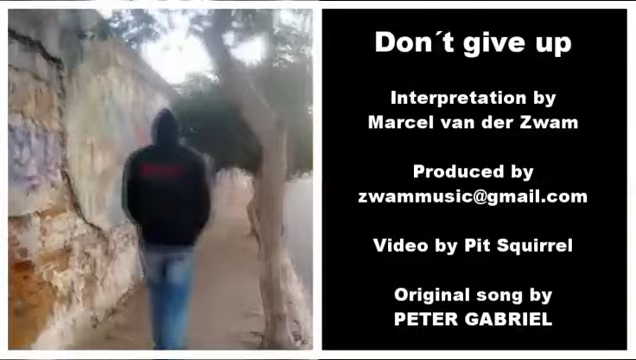 Don´t give up
Interpretation by
Marcel van der Zwam
Produced by
zwammusic@gmail.com
Video by Pit Squirrel
Original song by
PETER GABRIEL